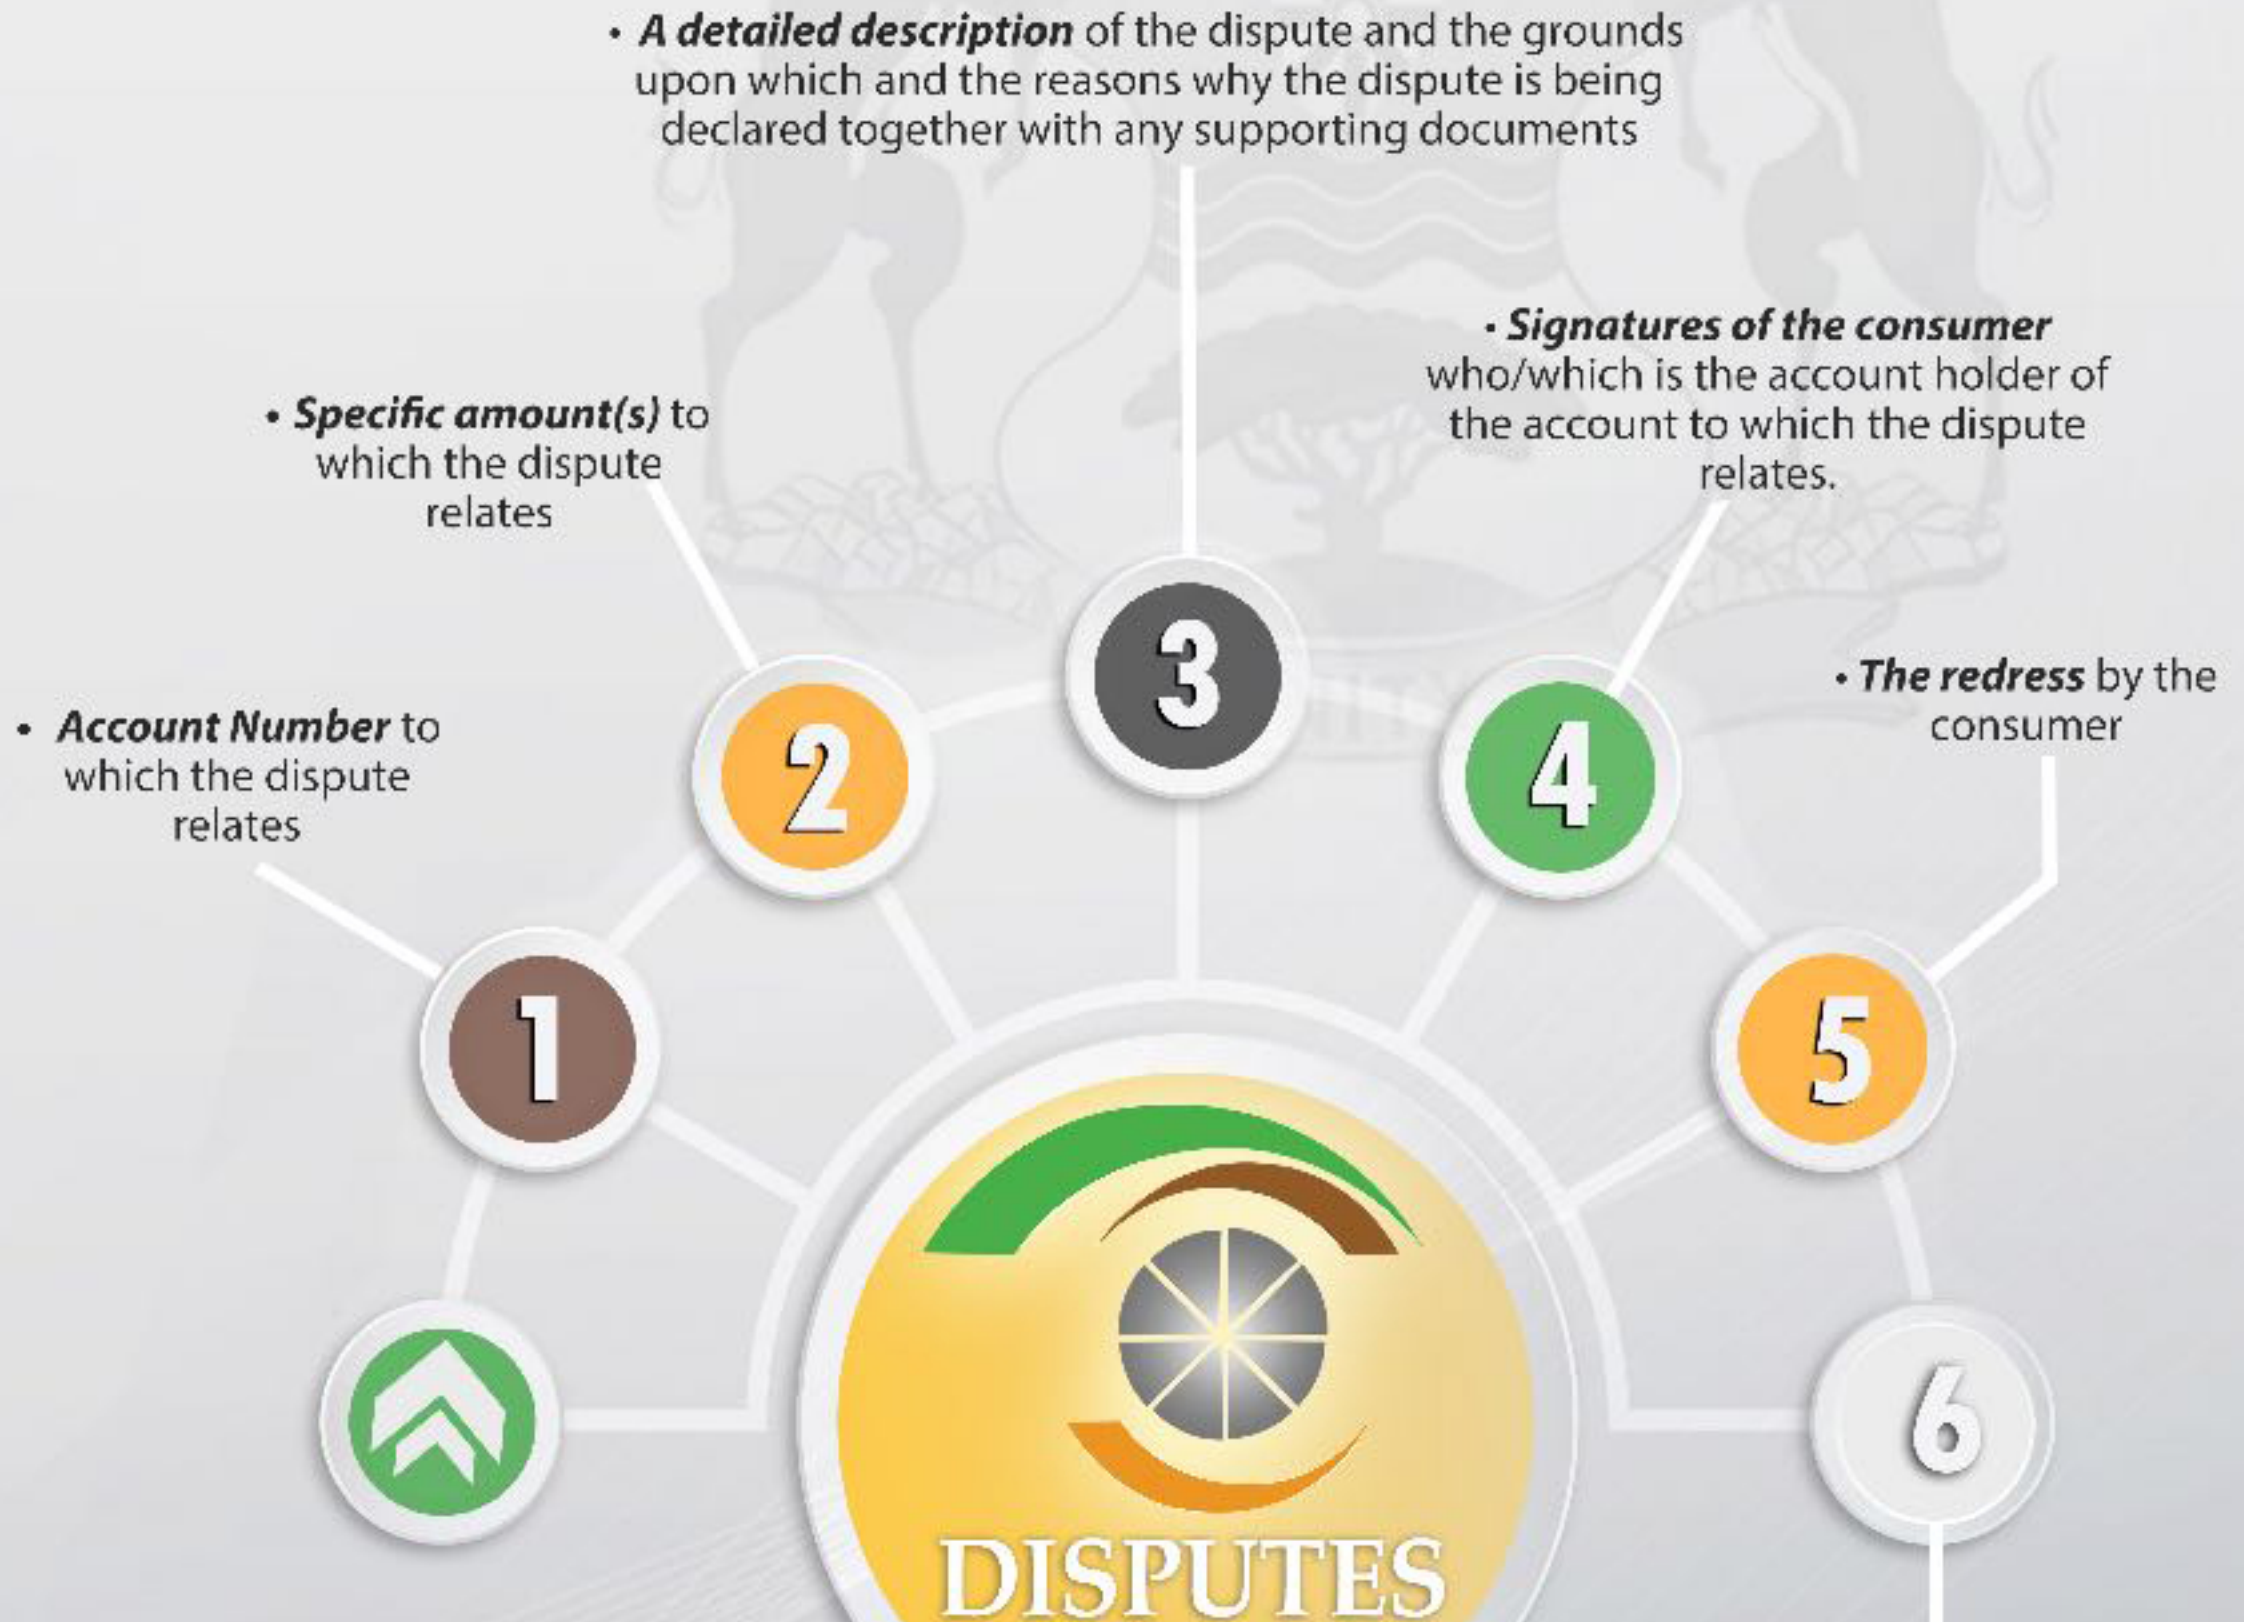 • A detailed description of the dispute and the grounds
upon which and the reasons why the dispute is being
declared together with any supporting documents
• Signatures of the consumer
who/which is the account holder of
the account to which the dispute
relates.
• Specific amount(s) to
which the dispute
relates
• The redress by the
consumer
• Account Number to
which the dispute
relates
3
2
4
1
5
6
DISPUTES